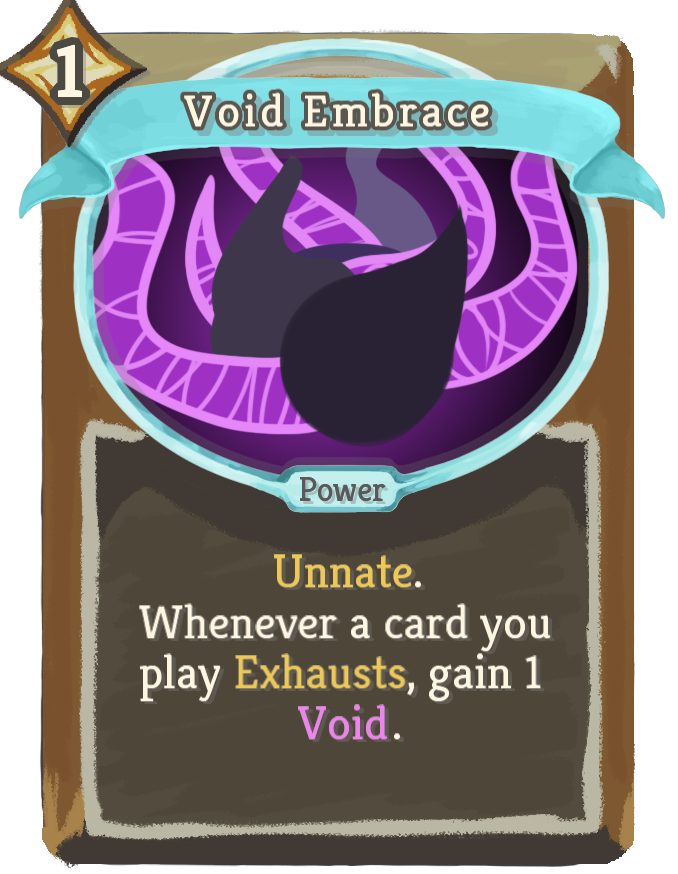 1
Void Embrace
Power
Unnate.
Whenever a card you
play Exhausts, gain 1
Void.